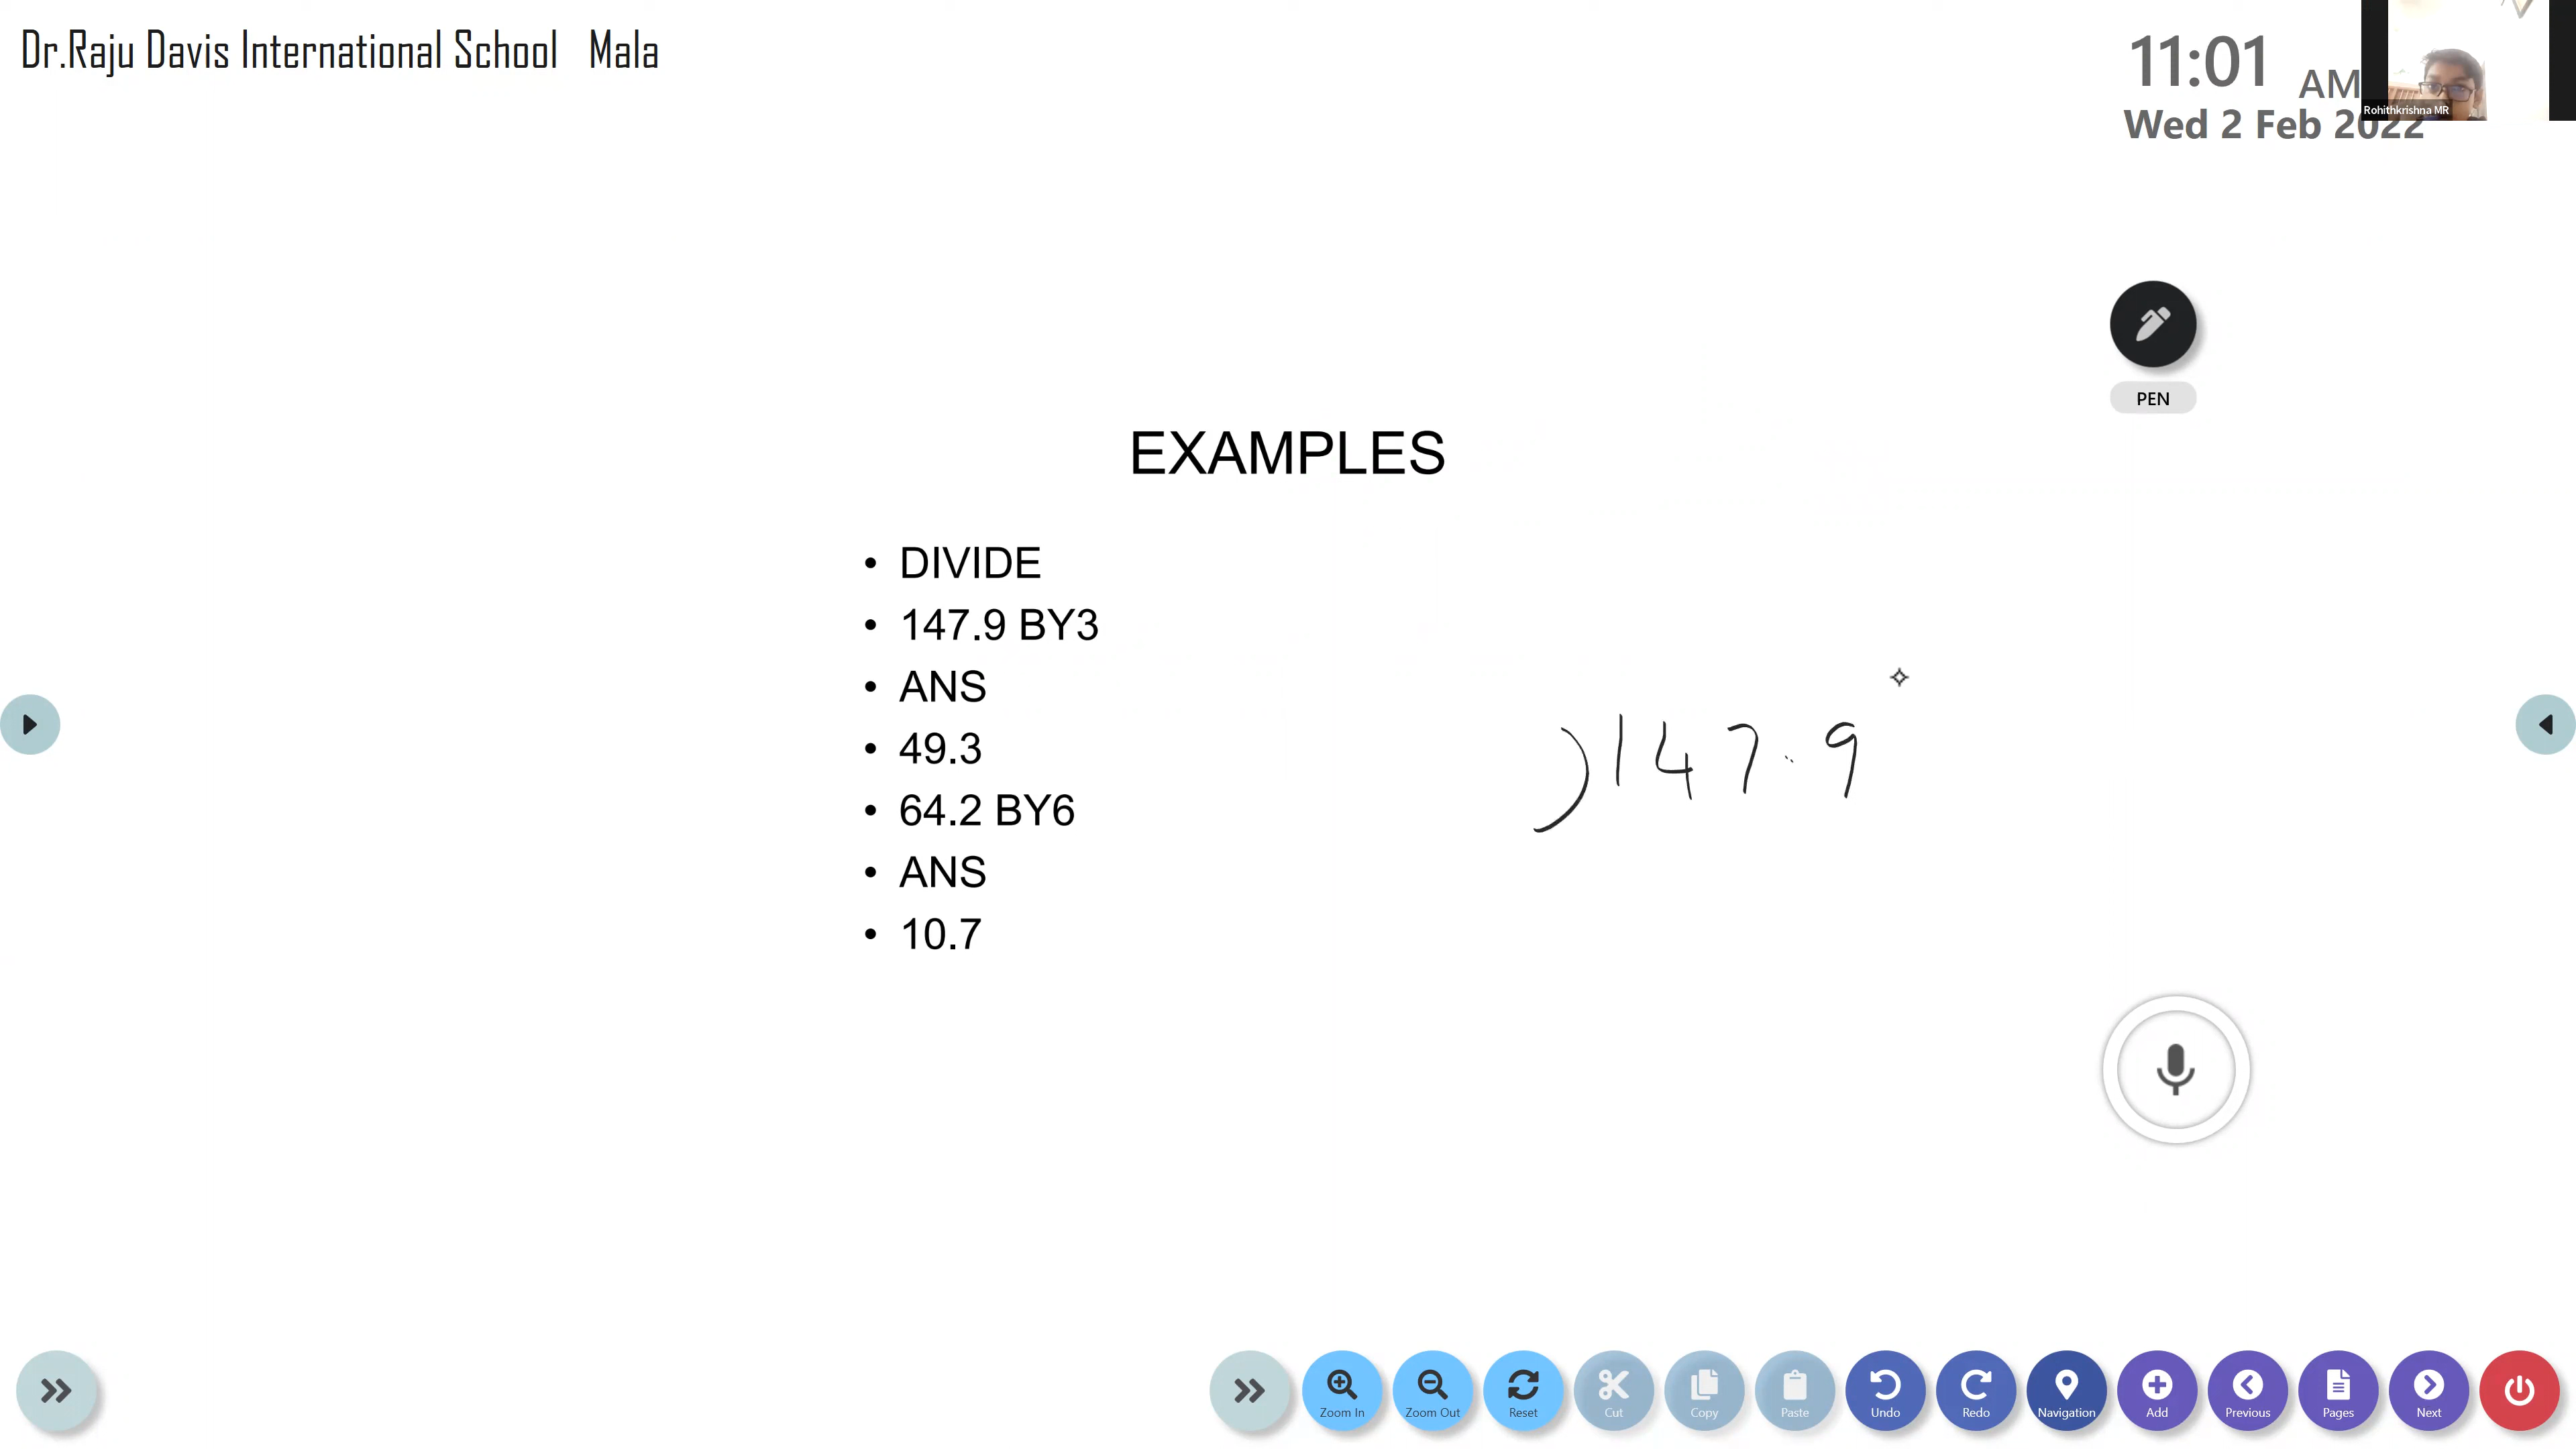 Dr.Raju Davis International School Mala
11:01 AM
Wed 2 Feb 2022
Rohithkrishna MR
PEN
EXAMPLES
• DIVIDE
• 147.9 BY3
• ANS
• 49.3
• 64.2 BY6
• ANS
• 10.7
)147.9
Zoom In
Zoom Out
Reset
Cut
Copy
Paste
Undo
Redo
Navigation
Add
Previous
Pages
Next